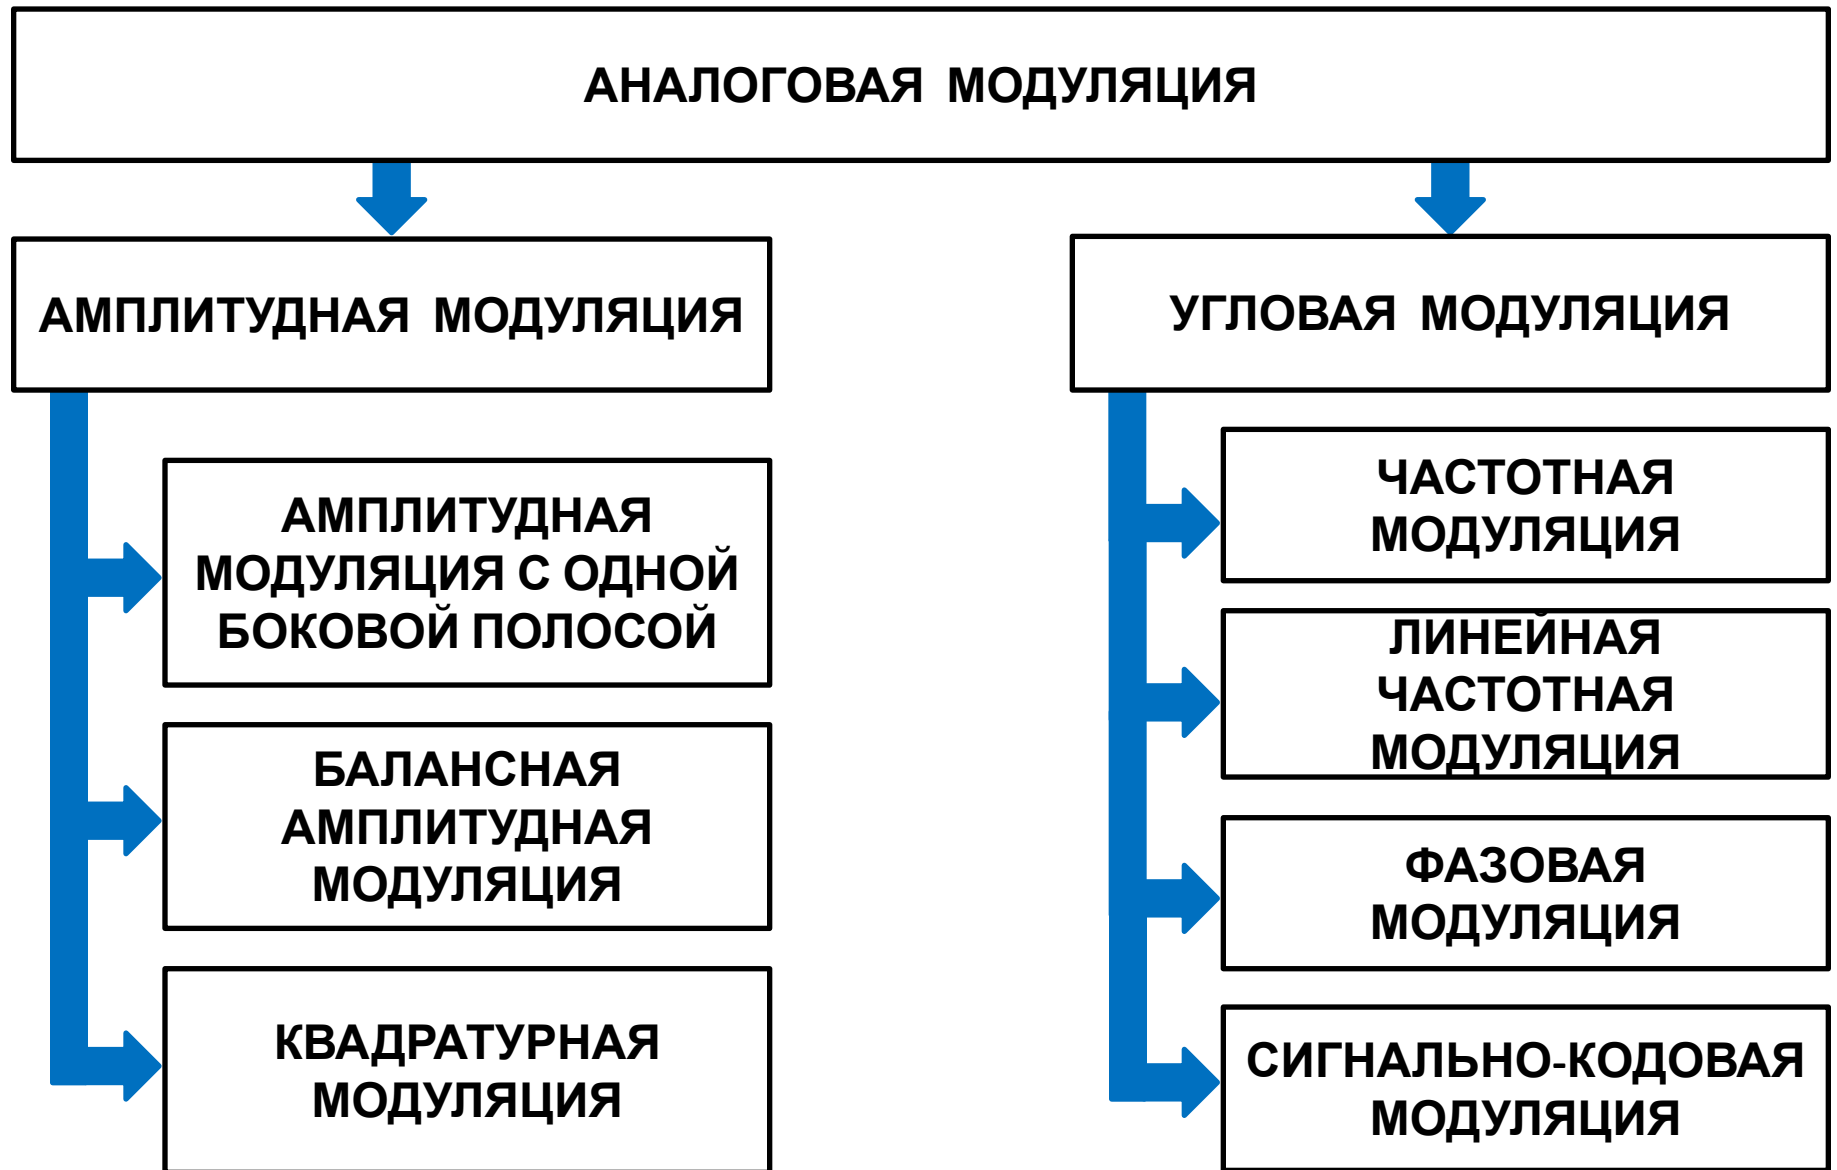 АНАЛОГОВАЯ МОДУЛЯЦИЯ
АМПЛИТУДНАЯ МОДУЛЯЦИЯ
АМПЛИТУДНАЯ
МОДУЛЯЦИЯ С ОДНОЙ
БОКОВОЙ ПОЛОСОЙ
БАЛАНСНАЯ
АМПЛИТУДНАЯ
МОДУЛЯЦИЯ
КВАДРАТУРНАЯ
МОДУЛЯЦИЯ
УГЛОВАЯ МОДУЛЯЦИЯ
ЧАСТОТНАЯ
МОДУЛЯЦИЯ
ЛИНЕЙНАЯ
ЧАСТОТНАЯ
МОДУЛЯЦИЯ
ФАЗОВАЯ
МОДУЛЯЦИЯ
СИГНАЛЬНО-КОДОВАЯ
МОДУЛЯЦИЯ